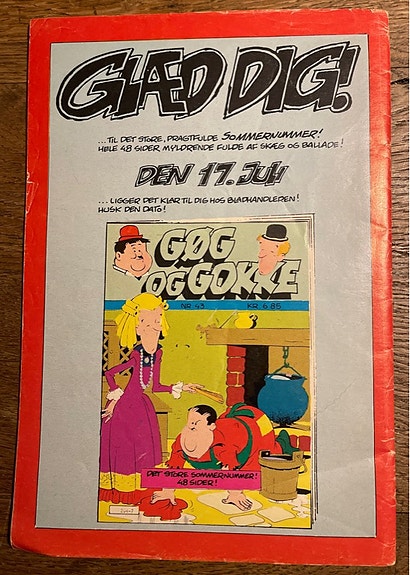 GLÆD DIG!
...TIL DET STORE, PRAGTFULDE SOMMERNUMMER!
HELE 48 SIDER MYLDRENDE FULDE AF SKÆG OG BALLADE!
DEN 17. JULI
...LIGGER DET KLAR TIL DIG HOS BLADHANDLEREN!
HUSK DEN DATO!
GØG
OG GOKKE
NR. 43 KR. 6.85
DET STORE SOMMERNUMMER!
48 SIDER!